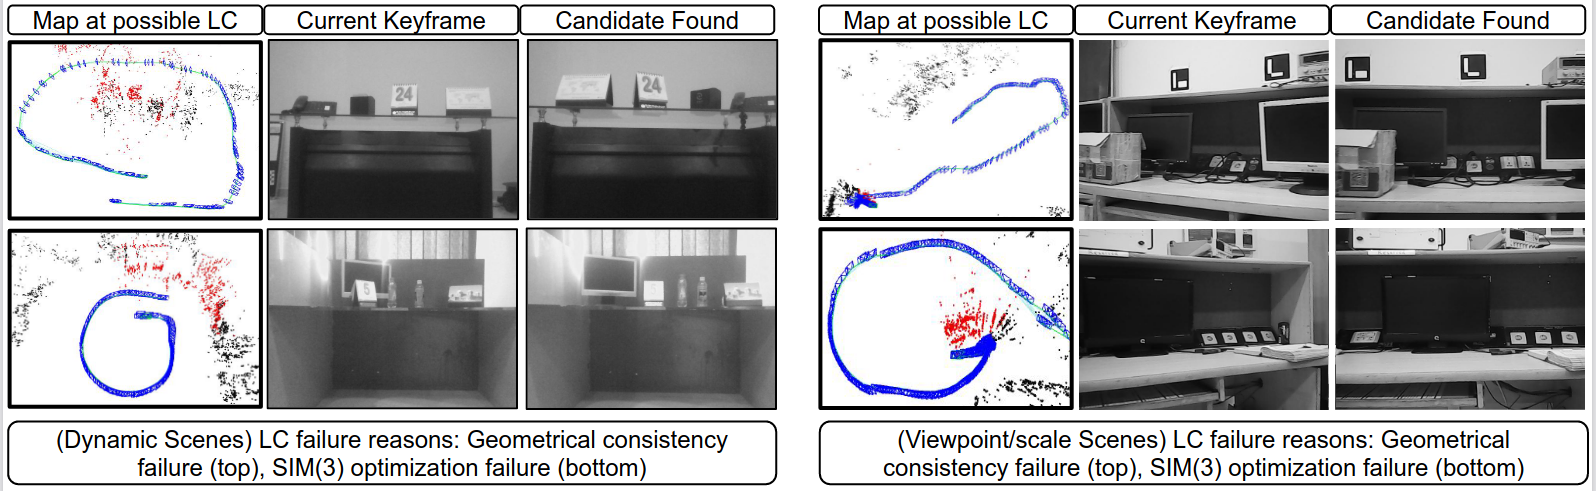 Map at possible LC
Current Keyframe
Candidate Found
24
24
5
(Dynamic Scenes) LC failure reasons: Geometrical consistency
failure (top), SIM(3) optimization failure (bottom)
Map at possible LC
Current Keyframe
Candidate Found
L
L
L
L
(Viewpoint/scale Scenes) LC failure reasons: Geometrical
consistency failure (top), SIM(3) optimization failure (bottom)